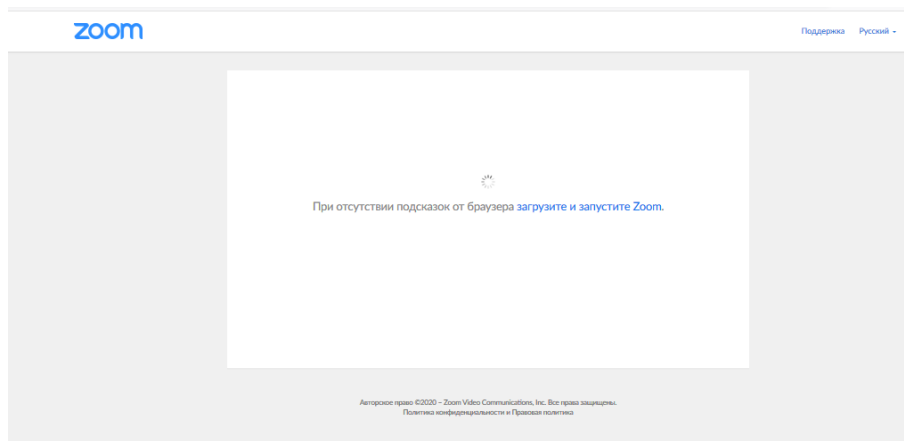 zoom
Поддержка Русский
При отсутствии подсказок от браузера загрузите и запустите Zoom.
Авторское право ©2020 – Zoom Video Communications, Inc. Все права защищены.
Политика конфиденциальности и Правовая политика